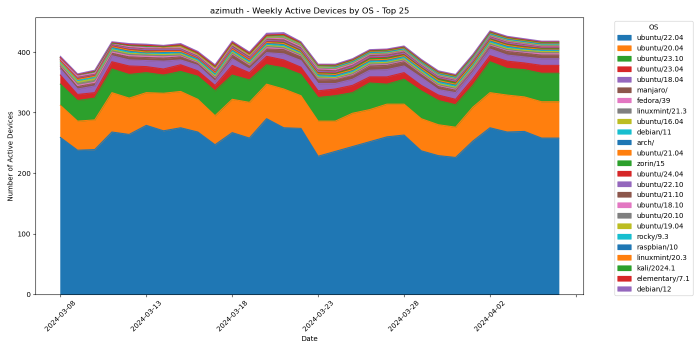 azimuth - Weekly Active Devices by OS - Top 25
Number of Active Devices
400
300
200
100
0
2024-03-08
2024-03-13
2024-03-18
2024-03-23
2024-03-28
2024-04-02
Date
OS
ubuntu/22.04
ubuntu/20.04
ubuntu/23.10
ubuntu/23.04
ubuntu/18.04
manjaro/
fedora/39
linuxmint/21.3
ubuntu/16.04
debian/11
arch/
ubuntu/21.04
zorin/15
ubuntu/24.04
ubuntu/22.10
ubuntu/21.10
ubuntu/18.10
ubuntu/20.10
ubuntu/19.04
rocky/9.3
raspbian/10
linuxmint/20.3
kali/2024.1
elementary/7.1
debian/12